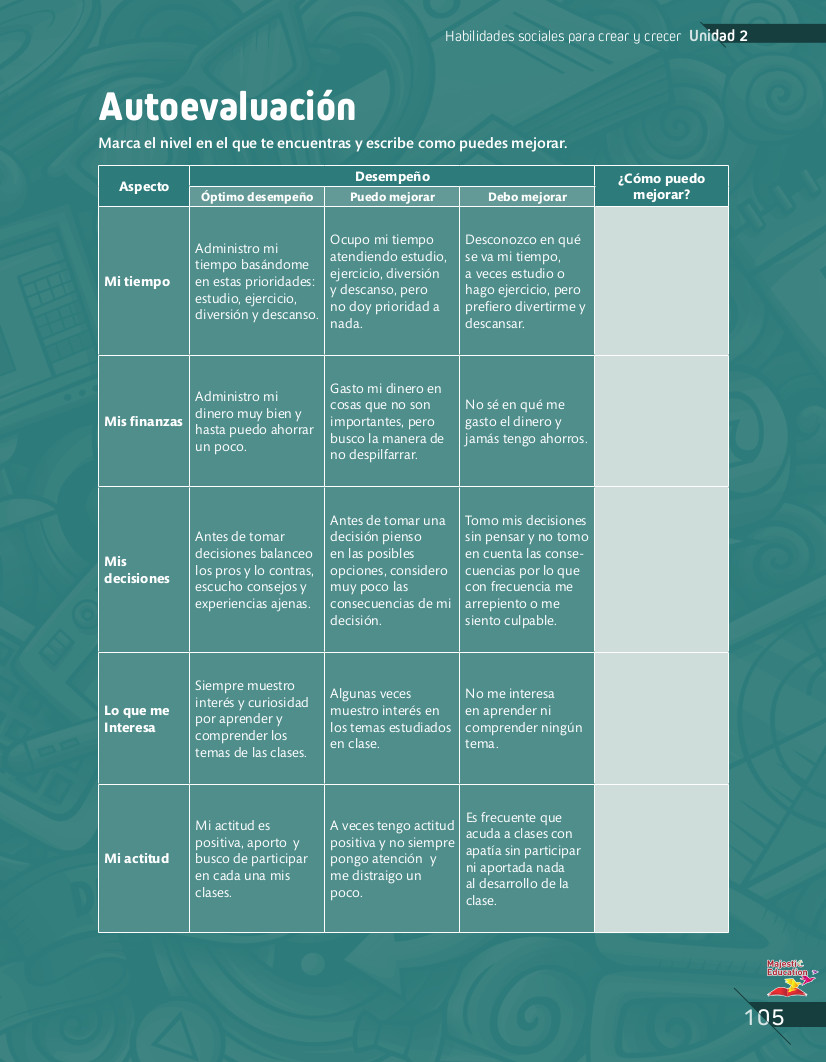 Habilidades sociales para crear y crecer Unidad 2
Autoevaluación
Marca el nivel en el que te encuentras y escribe como puedes mejorar.
Aspecto
Desempeño
¿Cómo puedo
mejorar?
Óptimo desempeño
Puedo mejorar
Debo mejorar
Mi tiempo
Administro mi
tiempo basándome
en estas prioridades:
estudio, ejercicio,
diversión y descanso.
Ocupo mi tiempo
atendiendo estudio,
ejercicio, diversión
y descanso, pero
no doy prioridad a
nada.
Desconozco en qué
se va mi tiempo,
a veces estudio o
hago ejercicio, pero
prefiero divertirme y
descansar.
Mis finanzas
Administro mi
dinero muy bien y
hasta puedo ahorrar
un poco.
Gasto mi dinero en
cosas que no son
importantes, pero
busco la manera de
no despilfarrar.
No sé en qué me
gasto el dinero y
jamás tengo ahorros.
Mis
decisiones
Antes de tomar
decisiones balanceo
los pros y lo contras,
escucho consejos y
experiencias ajenas.
Antes de tomar una
decisión pienso
en las posibles
opciones, considero
muy poco las
consecuencias de mi
decisión.
Tomo mis decisiones
sin pensar y no tomo
en cuenta las conse-
cuencias por lo que
con frecuencia me
arrepiento o me
siento culpable.
Lo que me
Interesa
Siempre muestro
interés y curiosidad
por aprender y
comprender los
temas de las clases.
Algunas veces
muestro interés en
los temas estudiados
en clase.
No me interesa
en aprender ni
comprender ningún
tema.
Mi actitud
Mi actitud es
positiva, aporto y
busco de participar
en cada una mis
clases.
A veces tengo actitud
positiva y no siempre
pongo atención y
me distraigo un
poco.
Es frecuente que
acuda a clases con
apatía sin participar
ni aportada nada
al desarrollo de la
clase.
Majestic
Education
105